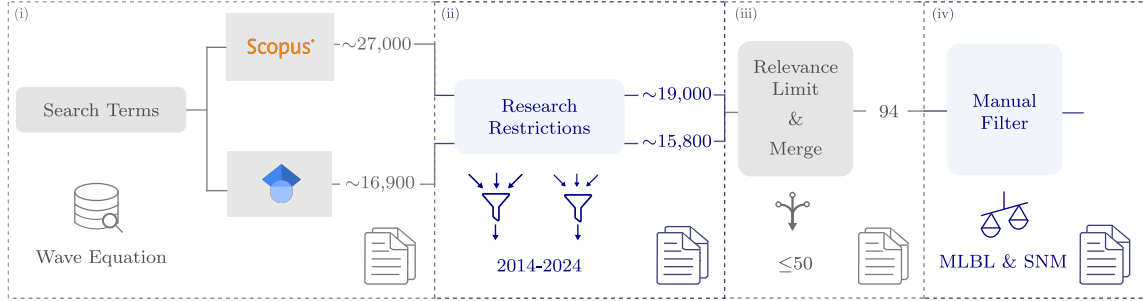 (i)
Search Terms
Wave Equation
Scopus®
~27,000
~16,900
(ii)
Research
Restrictions
2014-2024
~19,000
~15,800
(iii)
Relevance
Limit
&
Merge
≤50
94
(iv)
Manual
Filter
MLBL & SNM